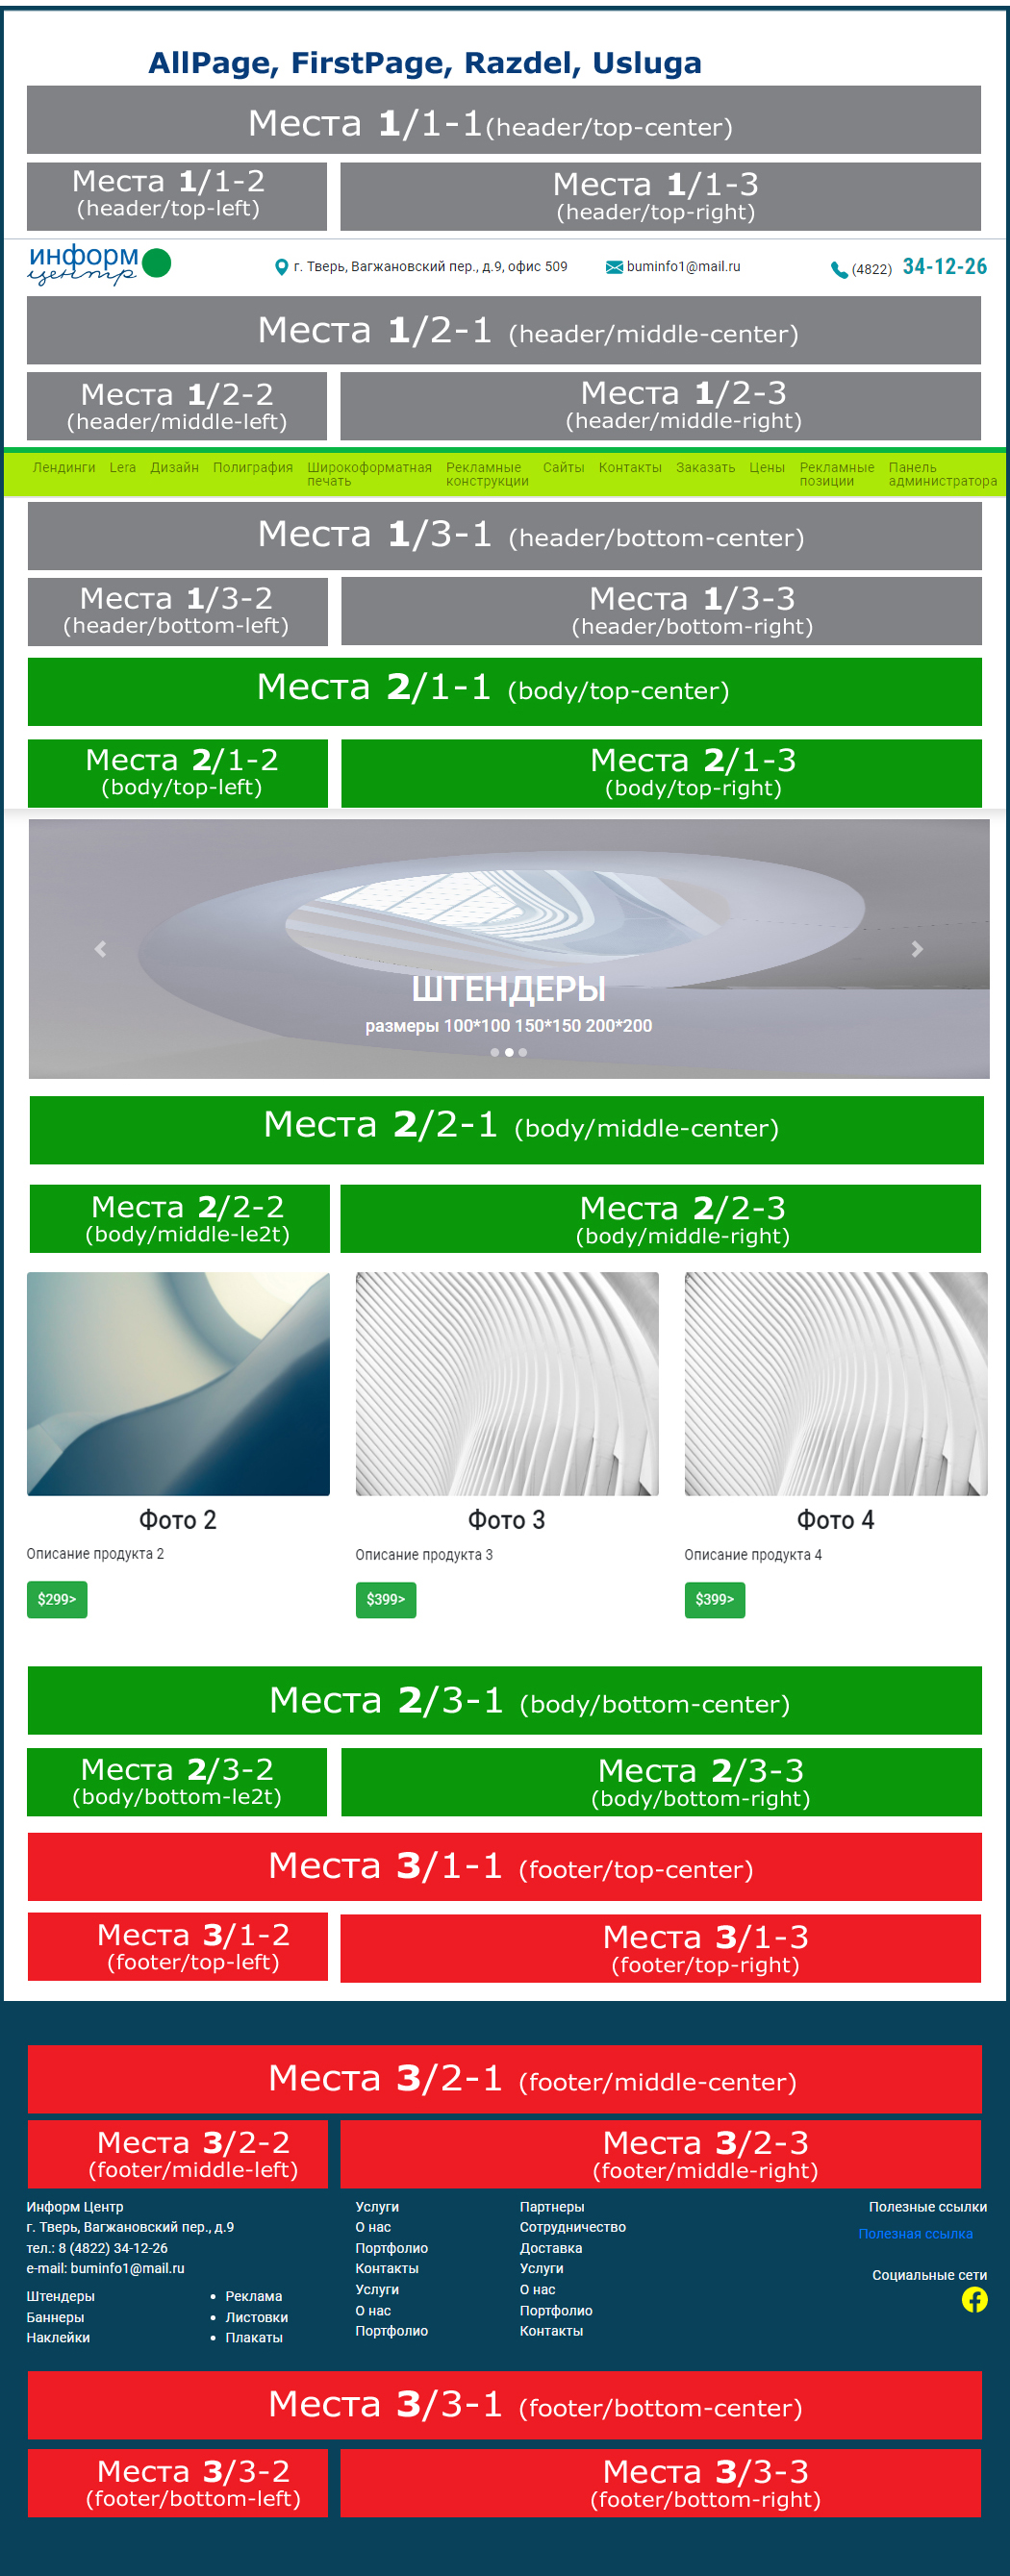 AllPage, FirstPage, Razdel, Usluga
Места 1/1-1(header/top-center)
Места 1/1-2
(header/top-left)
Места 1/1-3
(header/top-right)
информ
центр
г. Тверь, Вагжановский пер., д.9, офис 509
buminfo1@mail.ru
(4822) 34-12-26
Места 1/2-1 (header/middle-center)
Места 1/2-2
(header/middle-left)
Места 1/2-3
(header/middle-right)
Лендинги
Lera
Дизайн
Полиграфия
Широкоформатная
печать
Рекламные
конструкции
Сайты
Контакты
Заказать
Цены
Рекламные
позиции
Панель
администратора
Места 1/3-1 (header/bottom-center)
Места 1/3-2
(header/bottom-left)
Места 1/3-3
(header/bottom-right)
Места 2/1-1 (body/top-center)
Места 2/1-2
(body/top-left)
Места 2/1-3
(body/top-right)
ШТЕНДЕРЫ
размеры 100*100 150*150 200*200
Места 2/2-1 (body/middle-center)
Места 2/2-2
(body/middle-le2t)
Места 2/2-3
(body/middle-right)
Фото 2
Описание продукта 2
$299>
Фото 3
Описание продукта 3
$399>
Фото 4
Описание продукта 4
$399>
Места 2/3-1 (body/bottom-center)
Места 2/3-2
(body/bottom-le2t)
Места 2/3-3
(body/bottom-right)
Места 3/1-1 (footer/top-center)
Места 3/1-2
(footer/top-left)
Места 3/1-3
(footer/top-right)
Места 3/2-1 (footer/middle-center)
Места 3/2-2
(footer/middle-left)
Места 3/2-3
(footer/middle-right)
Информ Центр
г. Тверь, Вагжановский пер., д.9
тел.: 8 (4822) 34-12-26
e-mail: buminfo1@mail.ru
Штендеры
Баннеры
Наклейки
• Реклама
• Листовки
• Плакаты
Услуги
О нас
Портфолио
Контакты
Услуги
О нас
Портфолио
Партнеры
Сотрудничество
Доставка
Услуги
О нас
Портфолио
Контакты
Полезные ссылки
Полезная ссылка
Социальные сети
Места 3/3-1 (footer/bottom-center)
Места 3/3-2
(footer/bottom-left)
Места 3/3-3
(footer/bottom-right)